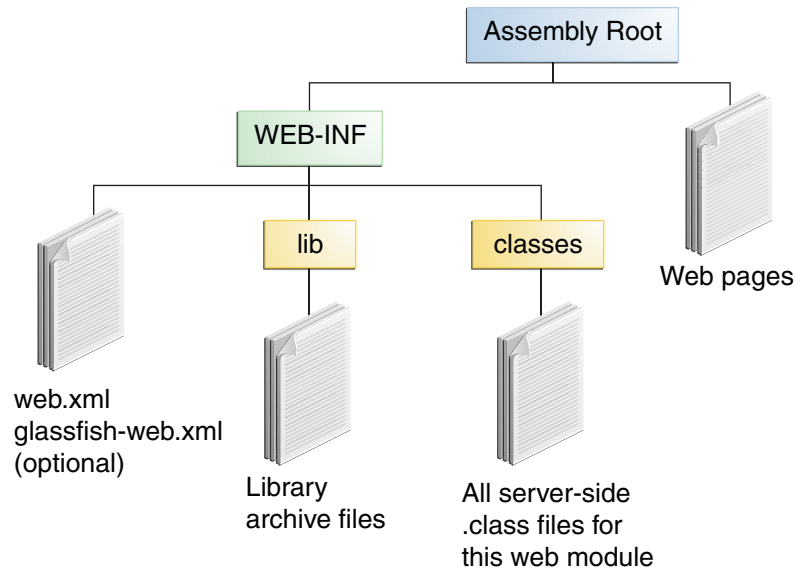 Assembly Root
WEB-INF
lib
classes
Web pages
web.xml
glassfish-web.xml
(optional)
Library
archive files
All server-side
.class files for
this web module